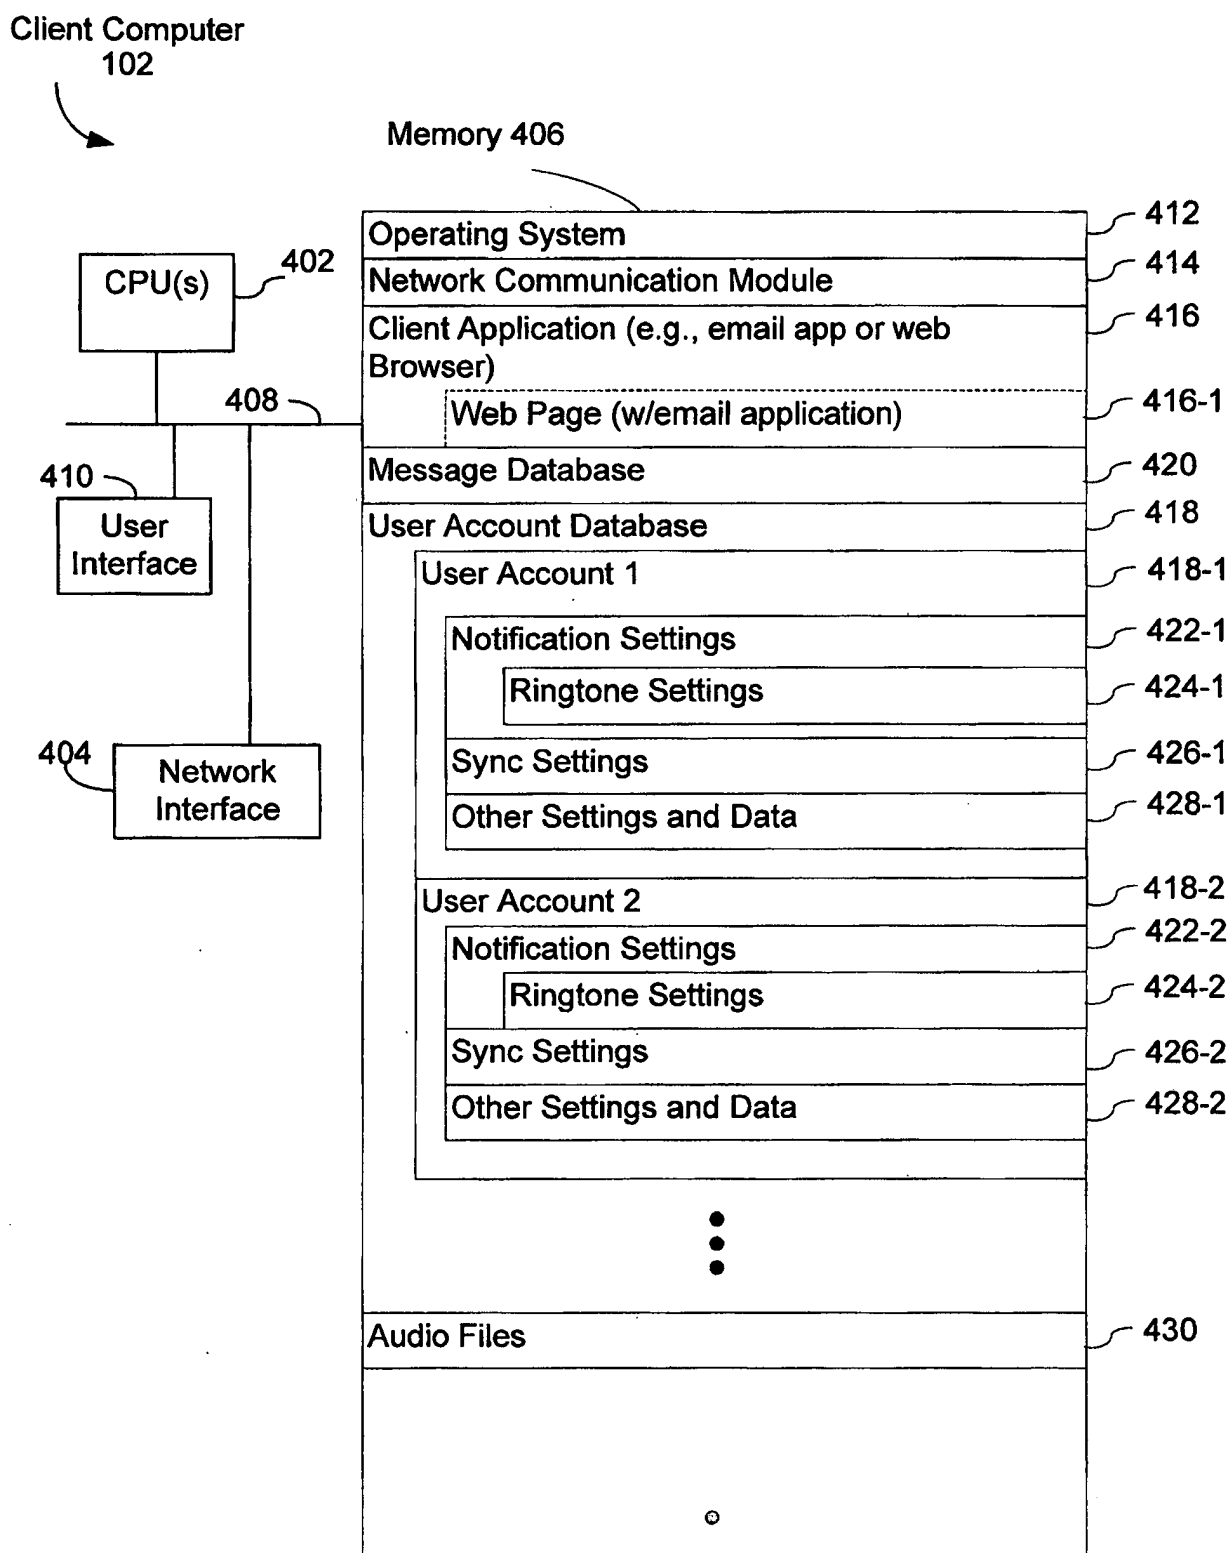 Client Computer
102
Memory 406
CPU(s)
402
408
410
User
Interface
404
Network
Interface
Operating System
412
Network Communication Module
414
Client Application (e.g., email app or web
Browser)
416
Web Page (w/email application)
416-1
Message Database
420
User Account Database
418
User Account 1
418-1
Notification Settings
422-1
Ringtone Settings
424-1
Sync Settings
426-1
Other Settings and Data
428-1
User Account 2
418-2
Notification Settings
422-2
Ringtone Settings
424-2
Sync Settings
426-2
Other Settings and Data
428-2
Audio Files
430